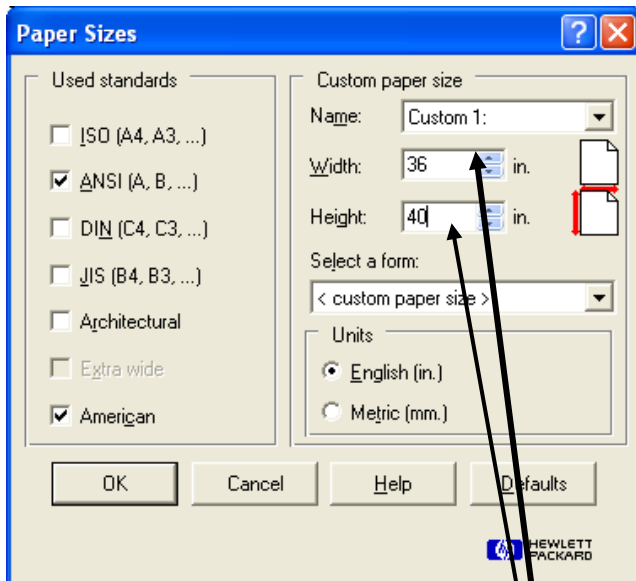 Paper Sizes
Used standards
ISO (A4, A3, ...)
ANSI (A, B, ...)
DIN (C4, C3, ...)
JIS (B4, B3, ...)
Architectural
Extra wide
American
Custom paper size
Name: Custom 1:
Width: 36 in.
Height: 40 in.
Select a form:
< custom paper size >
Units
English (in.)
Metric (mm.)
OK Cancel Help Defaults
hp HEWLETT
PACKARD